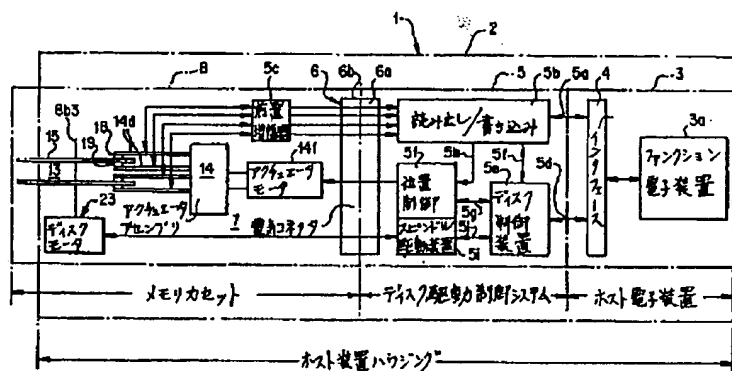 1
2
8
5c
6
6b
6a
5
5b
5a
4
3
8b3
18
14d
15
19
13
前置
増幅器
読み出し/書き込み
インタフェース
3a
ファンクション
電子装置
14
141
アクチュエータ
モータ
5h
5f
位置
制御
5e
5d
ディスク
制御
装置
5g
23
アクチュエータ
アセンブリ
7
電気コネクタ
スピンドル
駆動装置
5i
ディスク
モータ
メモリカセット
ディスク駆動力制御システム
ホスト電子装置
ホスト装置ハウジング